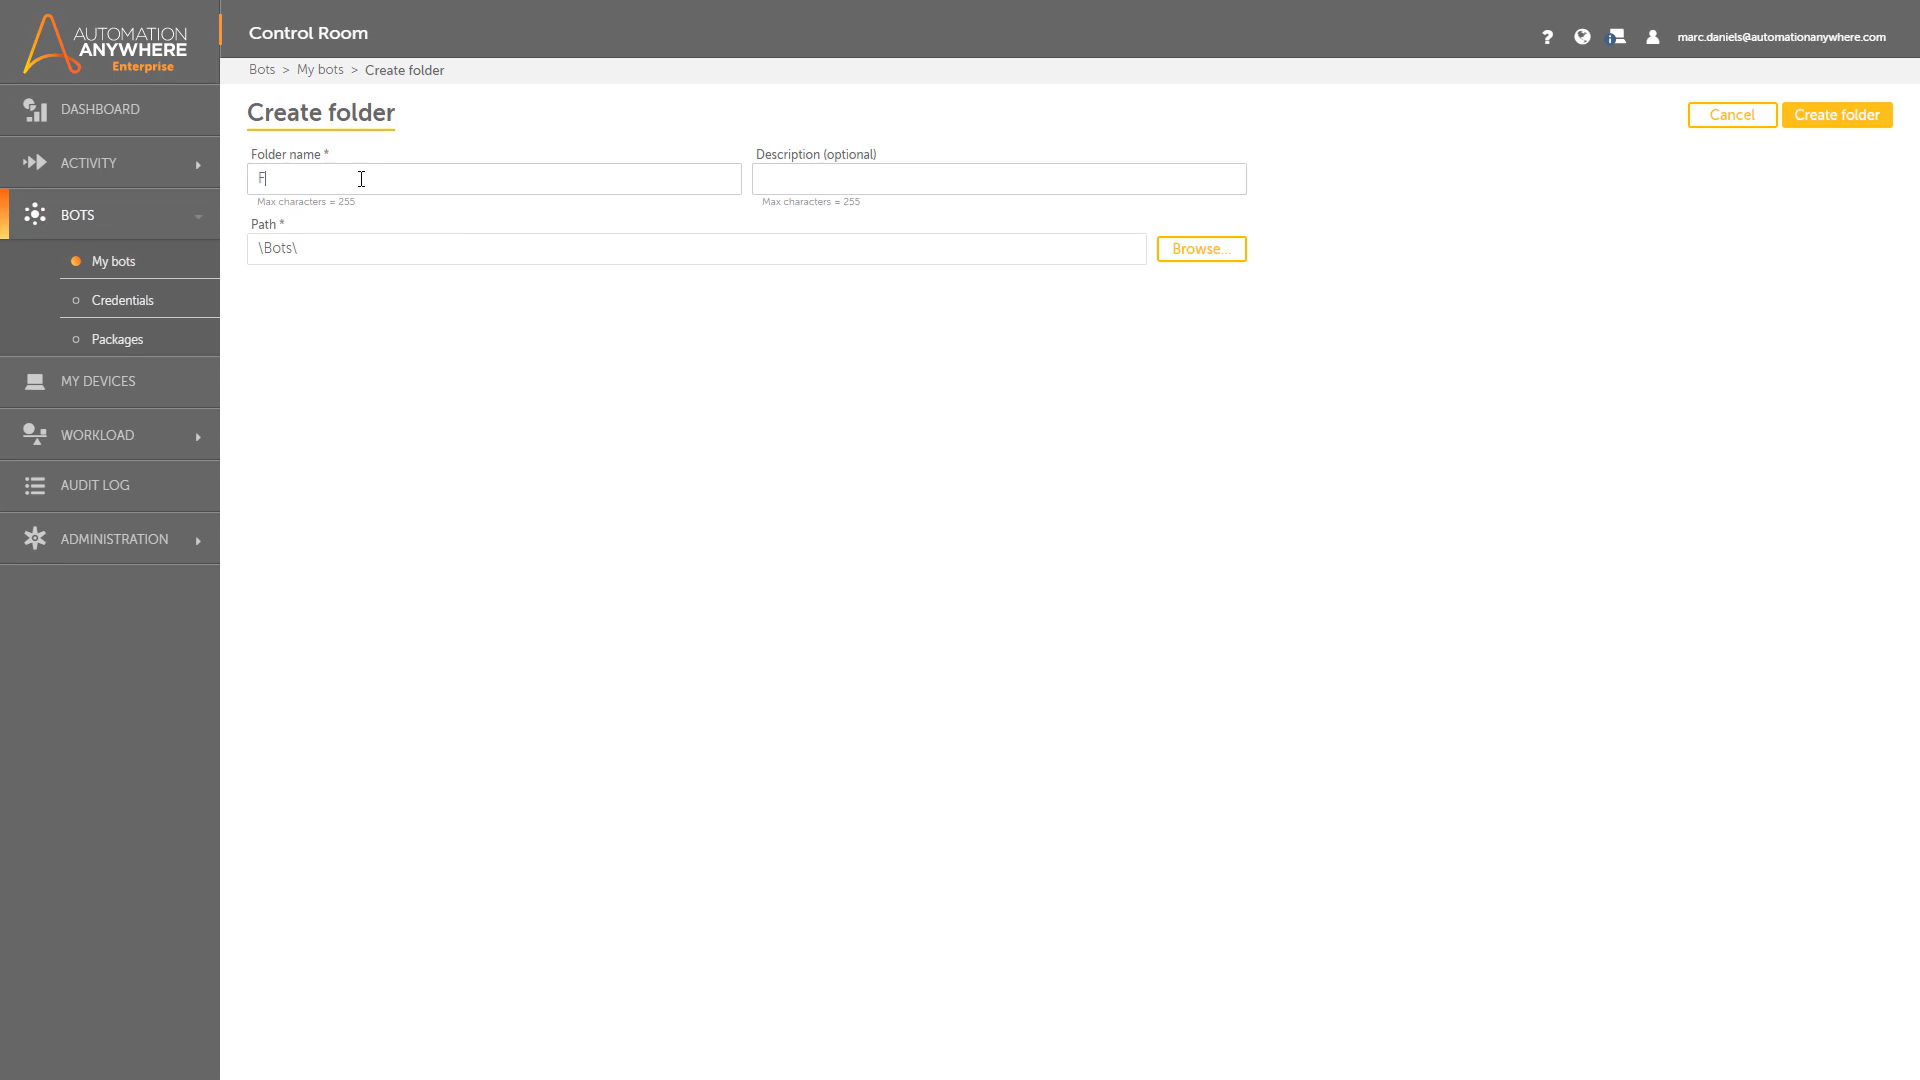 AUTOMATION
ANYWHERE
Enterprise
Control Room
marc.daniels@automationanywhere.com
Bots > My bots > Create folder
DASHBOARD
ACTIVITY
BOTS
My bots
Credentials
Packages
MY DEVICES
WORKLOAD
AUDIT LOG
ADMINISTRATION
Create folder
Cancel
Create folder
Folder name *
Description (optional)
F
Max characters = 255
Max characters = 255
Path *
\Bots\
Browse...